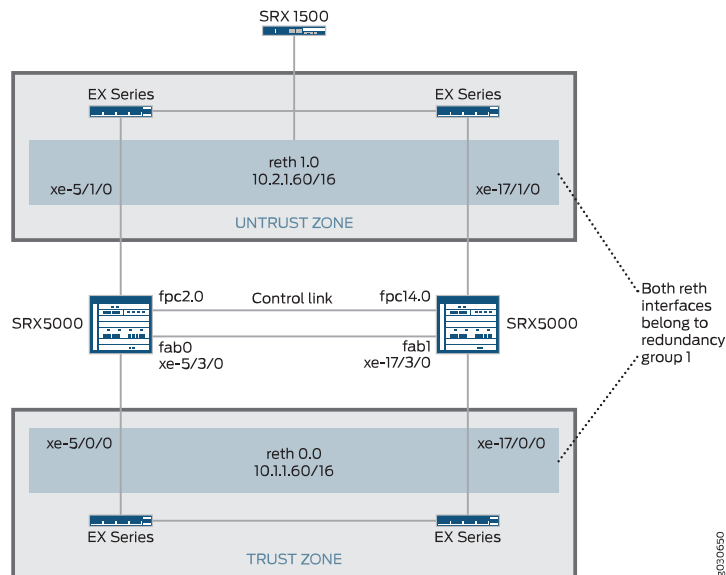 SRX 1500
EX Series
EX Series
reth 1.0
10.2.1.60/16
xe-5/1/0
xe-17/1/0
UNTRUST ZONE
fpc2.0
Control link
fpc14.0
SRX5000
SRX5000
fab0
xe-5/3/0
fab1
xe-17/3/0
Both reth
interfaces
belong to
redundancy
group 1
xe-5/0/0
xe-17/0/0
reth 0.0
10.1.1.60/16
EX Series
EX Series
TRUST ZONE
g030650